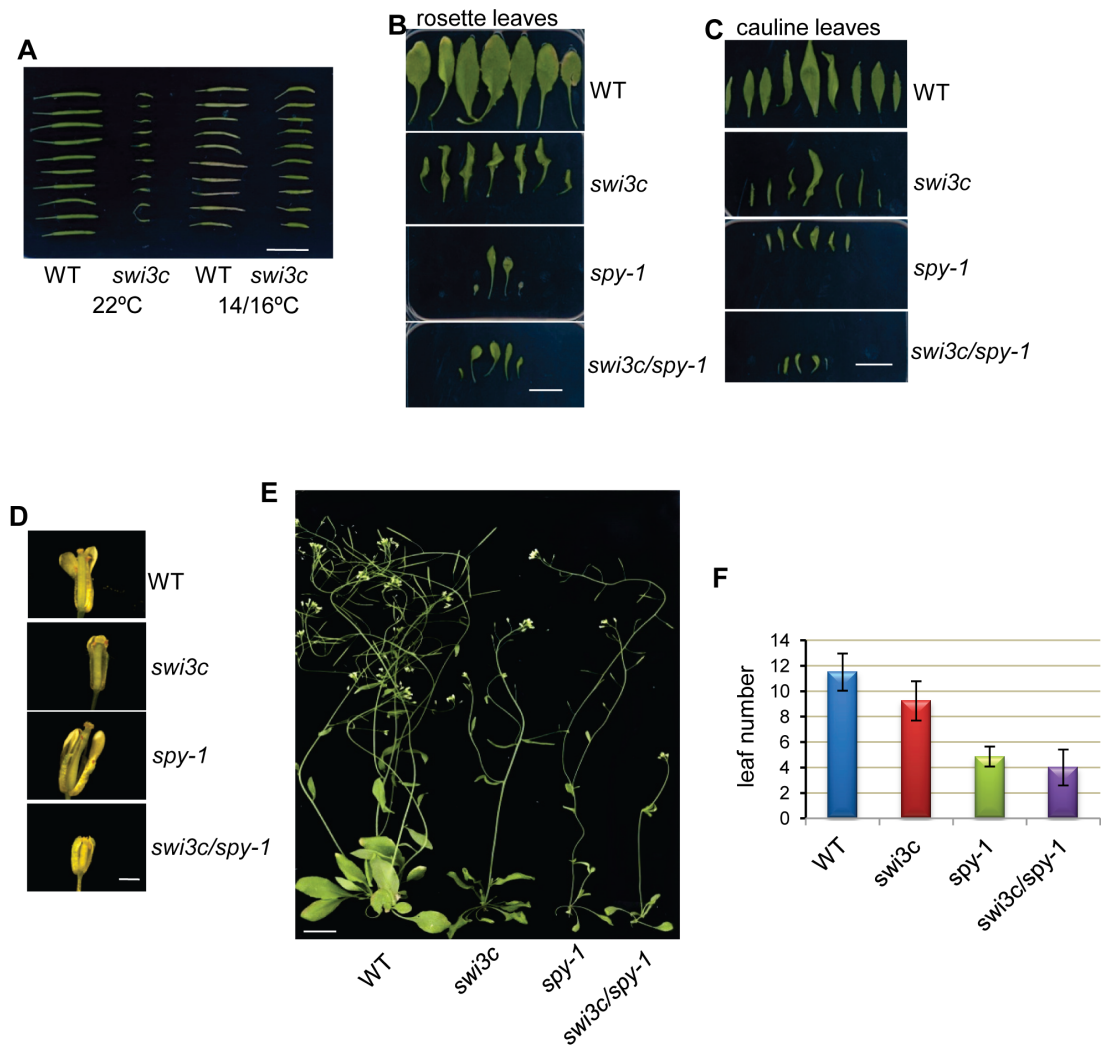 A
WT swi3c WT swi3c
22ºC 14/16ºC
B rosette leaves
WT
swi3c
spy-1
swi3c/spy-1
C cauline leaves
WT
swi3c
spy-1
swi3c/spy-1
D
WT
swi3c
spy-1
swi3c/spy-1
E
WT
swi3c
spy-1
swi3c/spy-1
F
leaf number
14
12
10
8
6
4
2
0
WT
swi3c
spy-1
swi3c/spy-1